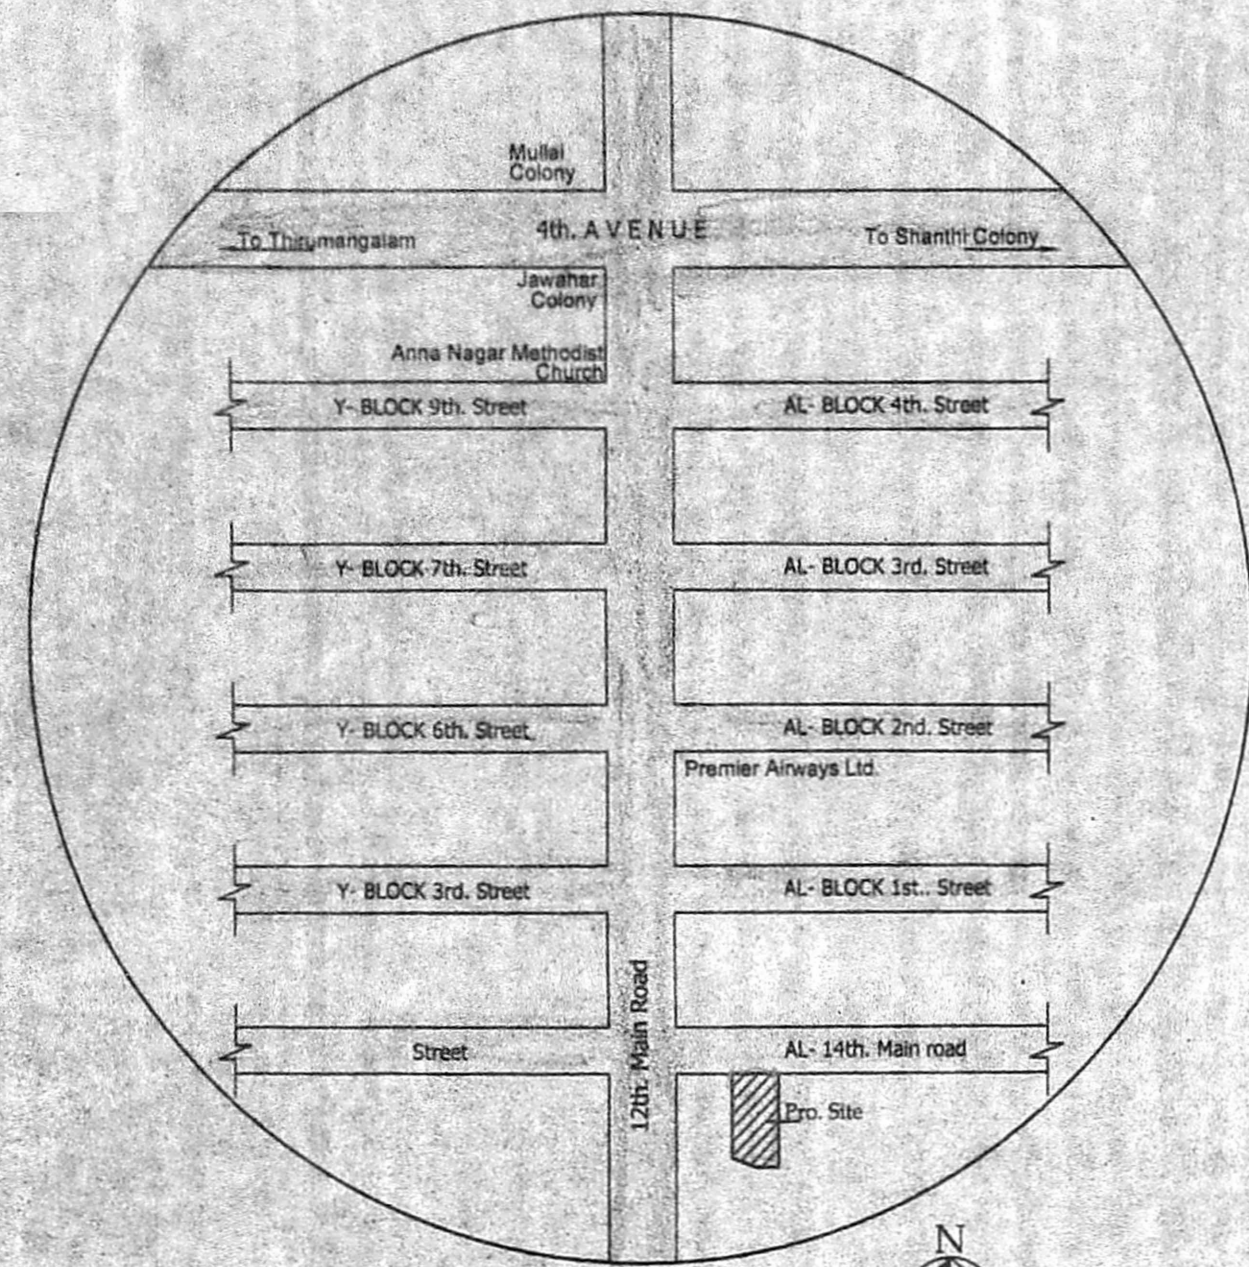 Mullai
Colony
4th. AVENUE
To Thirumangalam
To Shanthi Colony
Jawahar
Colony
Anna Nagar Methodist
Church
Y- BLOCK 9th. Street
AL- BLOCK 4th. Street
Y- BLOCK 7th. Street
AL- BLOCK 3rd. Street
Y- BLOCK 6th. Street
AL- BLOCK 2nd. Street
Premier Airways Ltd.
Y- BLOCK 3rd. Street
AL- BLOCK 1st.. Street
12th. Main Road
Street
AL- 14th. Main road
Pro. Site
N